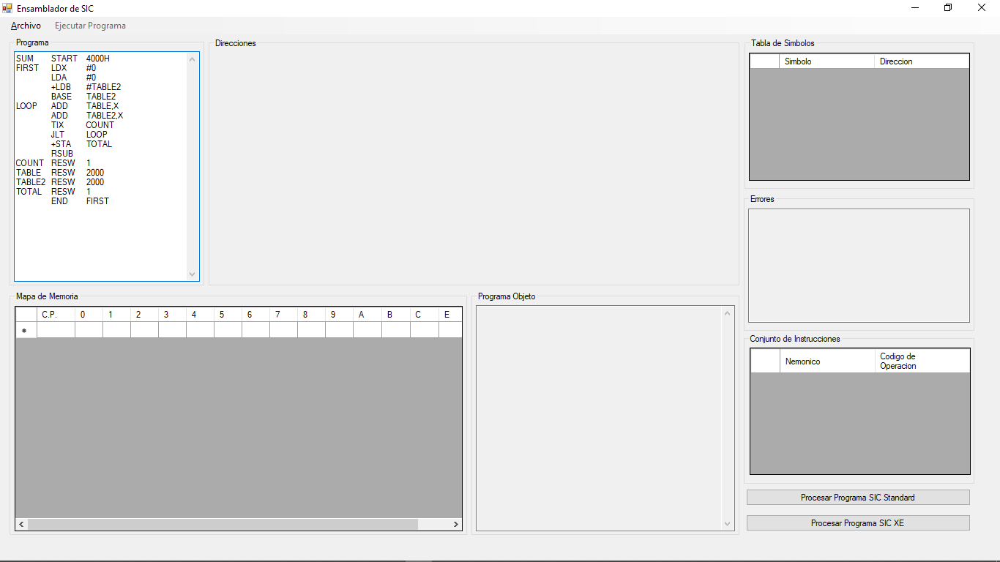 Ensamblador de SIC
Archivo Ejecutar Programa
Programa
SUM START 4000H
FIRST LDX #0
LDA #0
+LDB #TABLE2
BASE TABLE2
LOOP ADD TABLE,X
ADD TABLE2,X
TIX COUNT
JLT LOOP
+STA TOTAL
RSUB
COUNT RESW 1
TABLE RESW 2000
TABLE2 RESW 2000
TOTAL RESW 1
END FIRST
Direcciones
Tabla de Simbolos
Simbolo Direccion
Errores
Mapa de Memoria
C.P. 0 1 2 3 4 5 6 7 8 9 A B C E
Programa Objeto
Conjunto de Instrucciones
Nemonico Codigo de
Operacion
Procesar Programa SIC Standard
Procesar Programa SIC XE